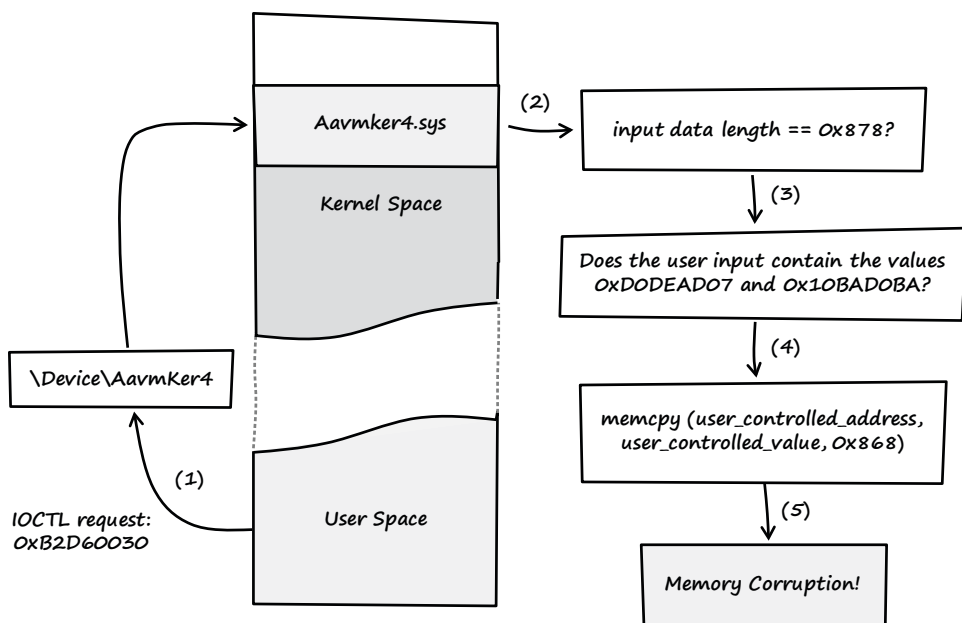 Aavmker4.sys
Kernel Space
\Device\AavmKer4
(1)
IOCTL request:
0xB2D60030
User Space
(2)
input data length == 0x878?
(3)
Does the user input contain the values
0xD0DEAD07 and 0x10BAD0BA?
(4)
memcpy (user_controlled_address,
user_controlled_value, 0x868)
(5)
Memory Corruption!